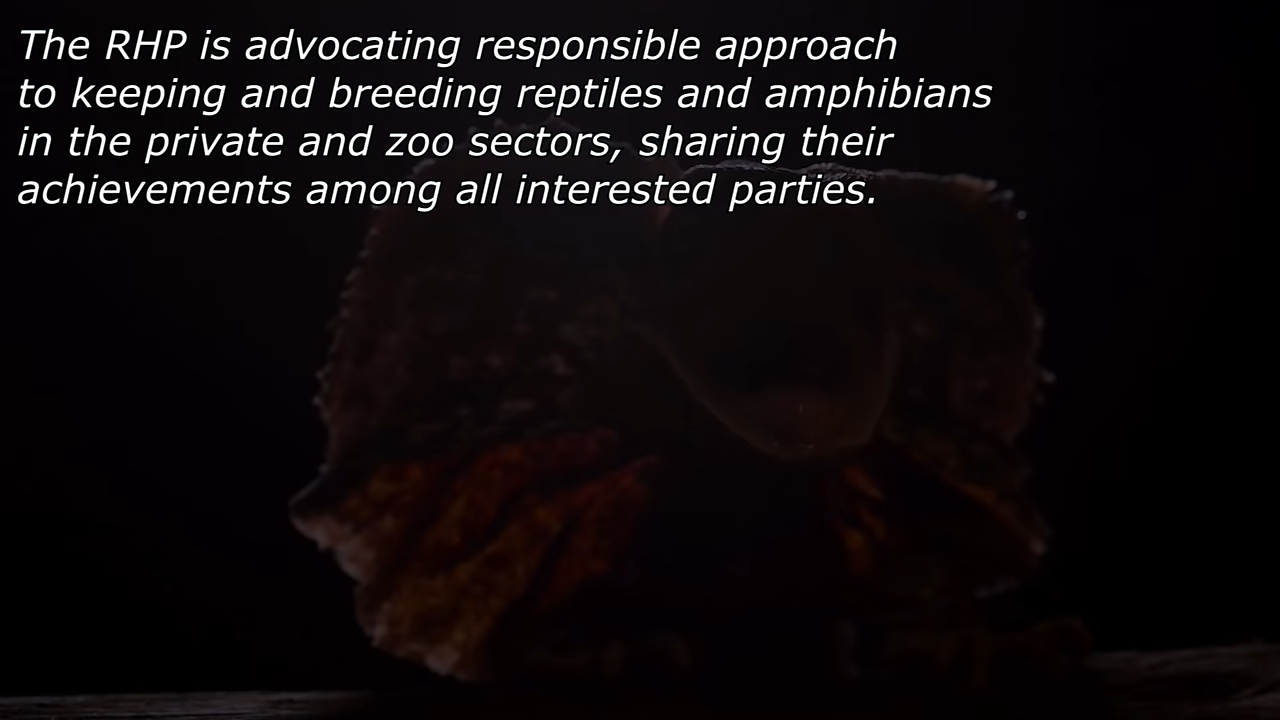 The RHP is advocating responsible approach
to keeping and breeding reptiles and amphibians
in the private and zoo sectors, sharing their
achievements among all interested parties.